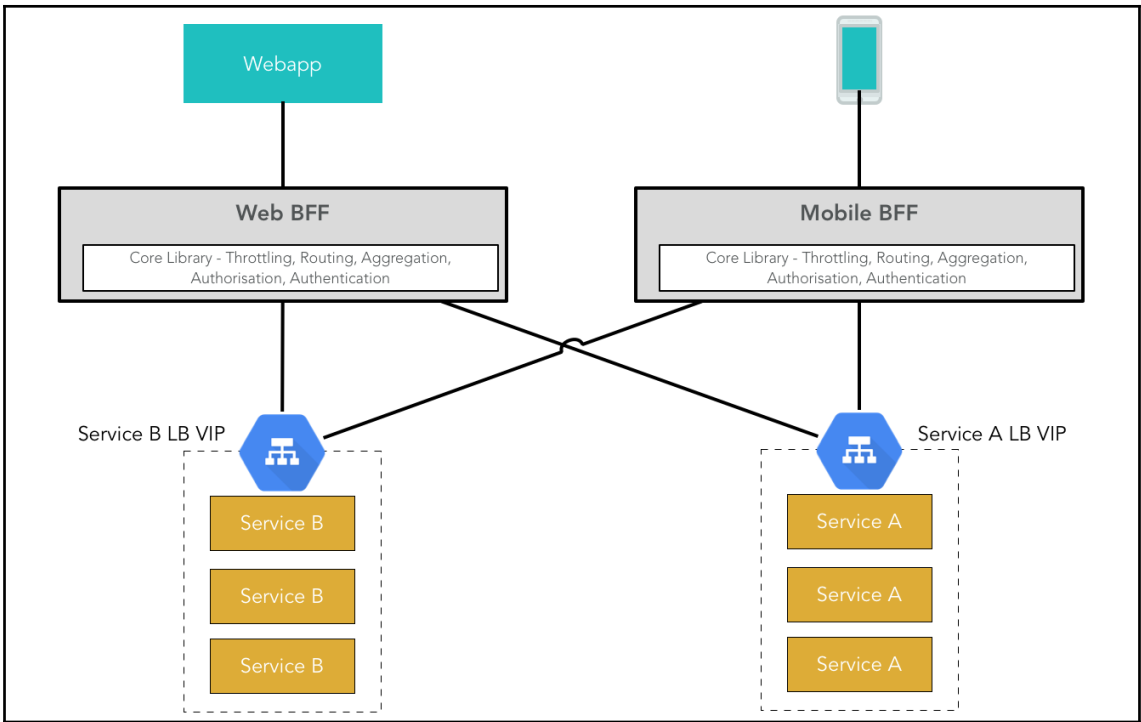 Webapp
Web BFF
Core Library - Throttling, Routing, Aggregation,
Authorisation, Authentication
Mobile BFF
Core Library - Throttling, Routing, Aggregation,
Authorisation, Authentication
Service B LB VIP
Service A LB VIP
Service B
Service B
Service B
Service A
Service A
Service A